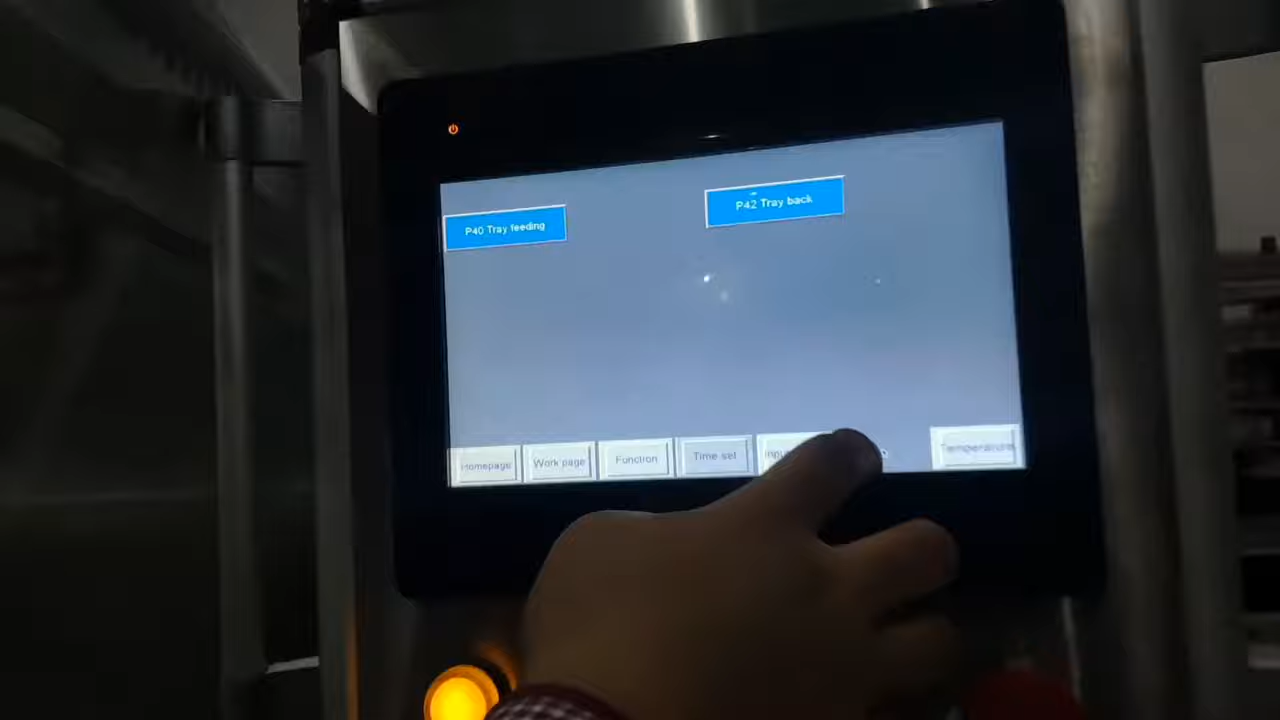 P40 Tray feeding
P42 Tray back
Homepage
Work page
Function
Time set
Temperature